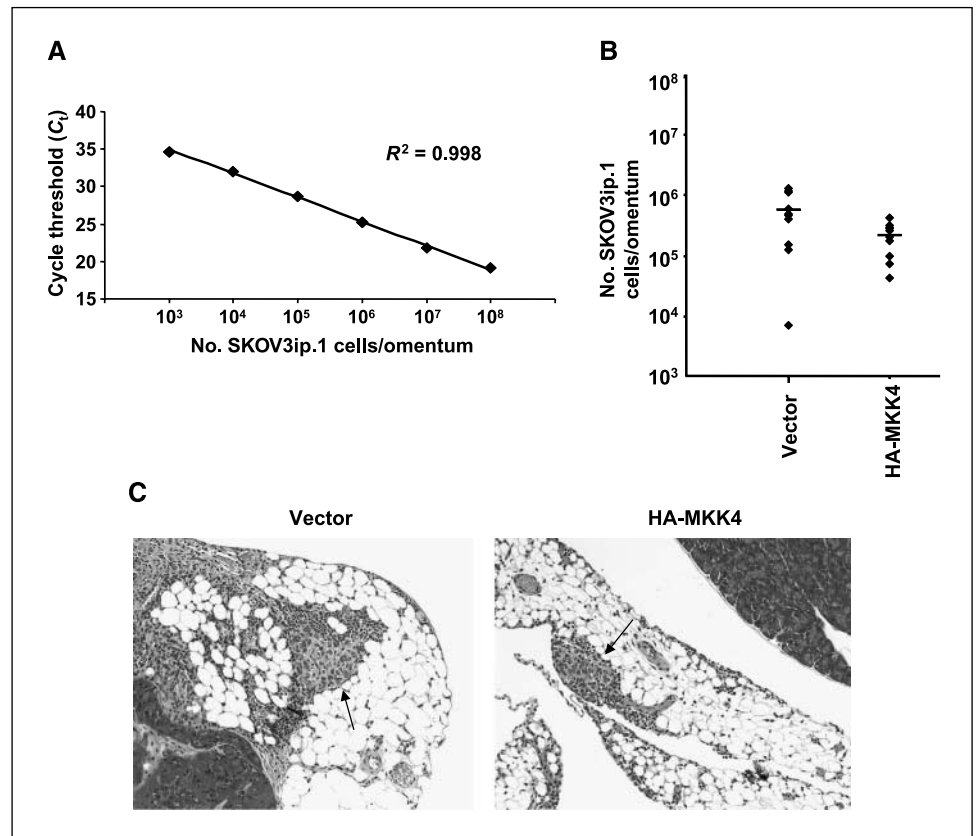 A
Cycle threshold (Ct)
40
35
30
25
20
15
R² = 0.998
10³ 10⁴ 10⁵ 10⁶ 10⁷ 10⁸
No. SKOV3ip.1 cells/omentum
B
No. SKOV3ip.1
cells/omentum
10⁸
10⁷
10⁶
10⁵
10⁴
10³
Vector
HA-MKK4
C
Vector HA-MKK4